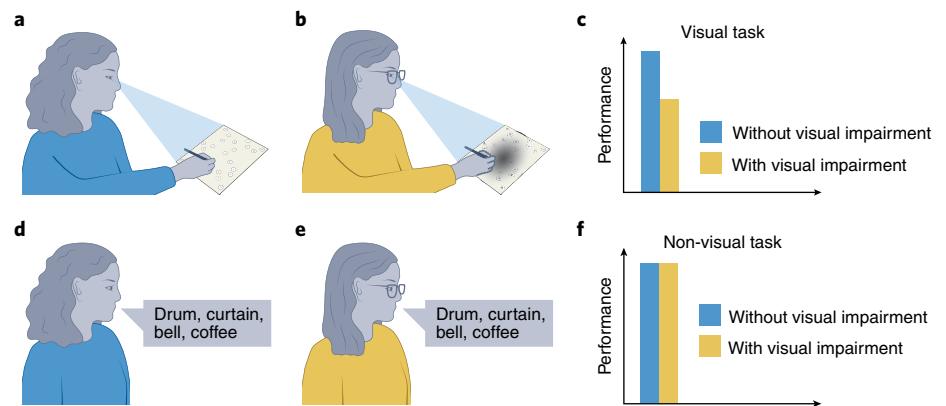 a
b
c
Visual task
Performance
Without visual impairment
With visual impairment
d
e
f
Drum, curtain,
bell, coffee
Drum, curtain,
bell, coffee
Non-visual task
Performance
Without visual impairment
With visual impairment